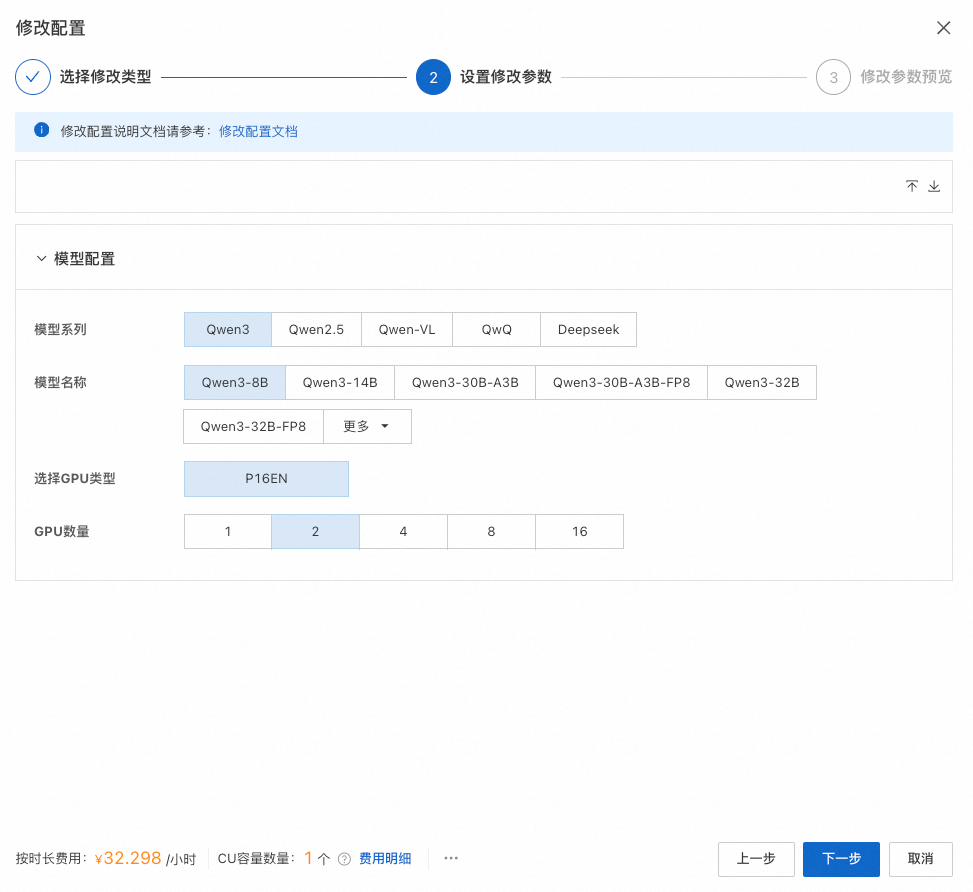 修改配置
选择修改类型 2 设置修改参数 3 修改参数预览
修改配置说明文档请参考: 修改配置文档
模型配置
模型系列 Qwen3 Qwen2.5 Qwen-VL QwQ Deepseek
模型名称 Qwen3-8B Qwen3-14B Qwen3-30B-A3B Qwen3-30B-A3B-FP8 Qwen3-32B
Qwen3-32B-FP8 更多
选择GPU类型 P16EN
GPU数量 1 2 4 8 16
按时长费用: ¥32.298 /小时 CU容量数量: 1 个 费用明细 ··· 上一步 下一步 取消